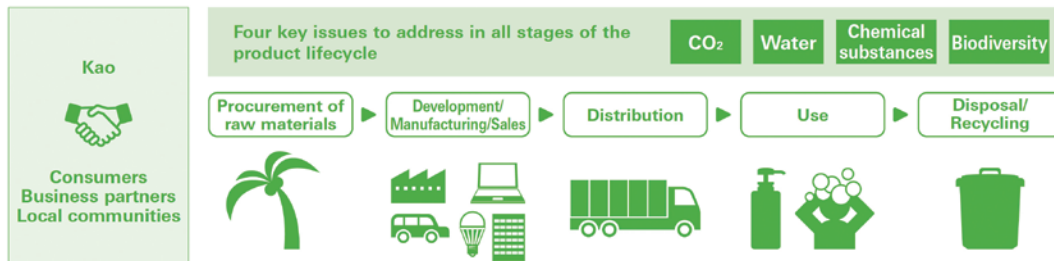 Kao
Consumers
Business partners
Local communities
Four key issues to address in all stages of the
product lifecycle
CO₂
Water
Chemical
substances
Biodiversity
Procurement of
raw materials
Development/
Manufacturing/Sales
Distribution
Use
Disposal/
Recycling